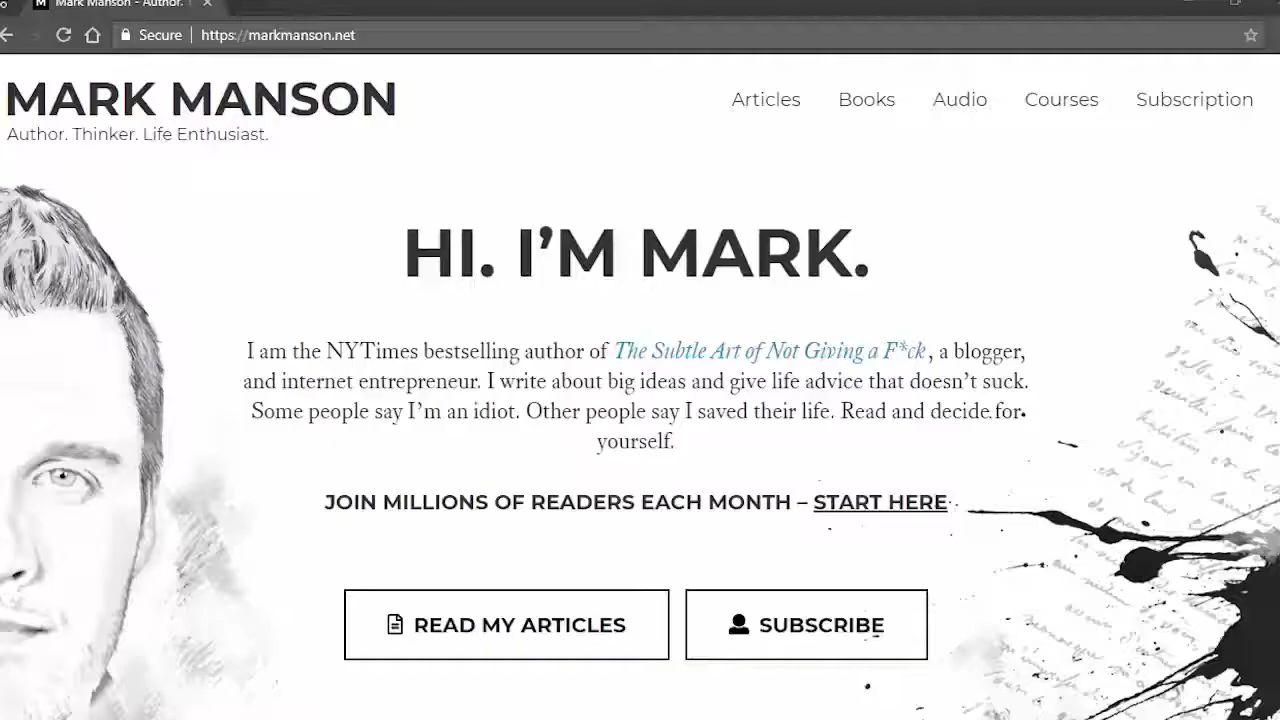 M Mark Manson - Author.
Secure https://markmanson.net
MARK MANSON
Author. Thinker. Life Enthusiast.
Articles Books Audio Courses Subscription
HI. I’M MARK.
I am the NYTimes bestselling author of The Subtle Art of Not Giving a F*ck, a blogger,
and internet entrepreneur. I write about big ideas and give life advice that doesn’t suck.
Some people say I’m an idiot. Other people say I saved their life. Read and decide for
yourself.
JOIN MILLIONS OF READERS EACH MONTH – START HERE
READ MY ARTICLES
SUBSCRIBE